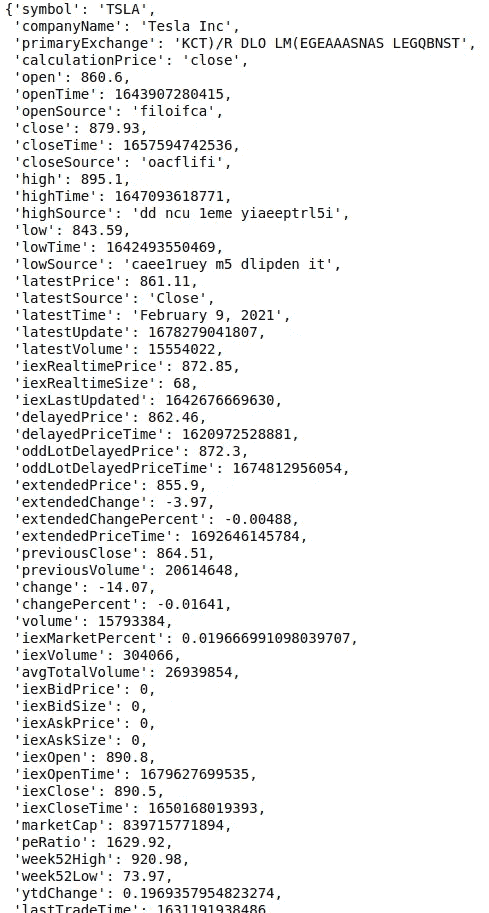 {'symbol': 'TSLA',
'companyName': 'Tesla Inc',
'primaryExchange': 'KCT)/R DLO LM(EGEAAASNAS LEGQBNST',
'calculationPrice': 'close',
'open': 860.6,
'openTime': 1643907280415,
'openSource': 'filoifca',
'close': 879.93,
'closeTime': 1657594742536,
'closeSource': 'oacflifi',
'high': 895.1,
'highTime': 1647093618771,
'highSource': 'dd ncu 1eme yiaeeptrl5i',
'low': 843.59,
'lowTime': 1642493550469,
'lowSource': 'caee1ruey m5 dlipden it',
'latestPrice': 861.11,
'latestSource': 'Close',
'latestTime': 'February 9, 2021',
'latestUpdate': 1678279041807,
'latestVolume': 15554022,
'iexRealtimePrice': 872.85,
'iexRealtimeSize': 68,
'iexLastUpdated': 1642676669630,
'delayedPrice': 862.46,
'delayedPriceTime': 1620972528881,
'oddLotDelayedPrice': 872.3,
'oddLotDelayedPriceTime': 1674812956054,
'extendedPrice': 855.9,
'extendedChange': -3.97,
'extendedChangePercent': -0.00488,
'extendedPriceTime': 1692646145784,
'previousClose': 864.51,
'previousVolume': 20614648,
'change': -14.07,
'changePercent': -0.01641,
'volume': 15793384,
'iexMarketPercent': 0.019666991098039707,
'iexVolume': 304066,
'avgTotalVolume': 26939854,
'iexBidPrice': 0,
'iexBidSize': 0,
'iexAskPrice': 0,
'iexAskSize': 0,
'iexOpen': 890.8,
'iexOpenTime': 1679627699535,
'iexClose': 890.5,
'iexCloseTime': 1650168019393,
'marketCap': 839715771894,
'peRatio': 1629.92,
'week52High': 920.98,
'week52Low': 73.97,
'ytdChange': 0.1969357954823274,
'lastTradeTime': 1631191938486